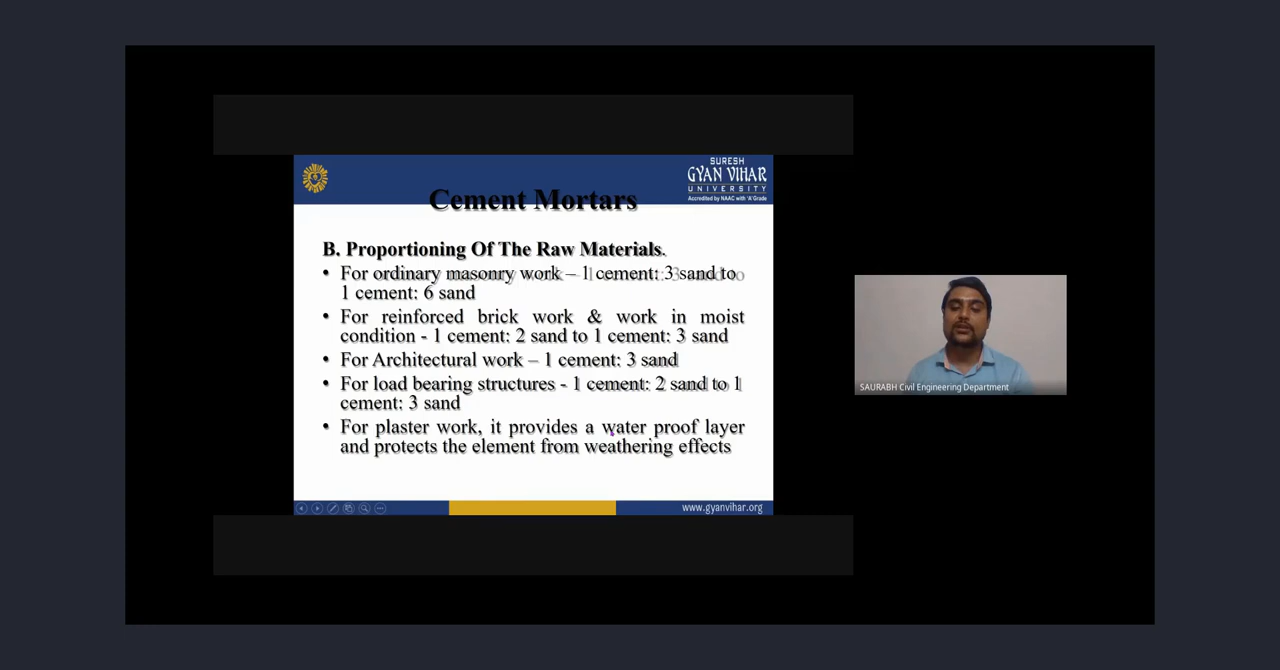 SURESH
GYAN VIHAR
UNIVERSITY
Accredited by NAAC with 'A' Grade
Cement Mortars
B. Proportioning Of The Raw Materials.
• For ordinary masonry work – 1 cement: 3 sand to
1 cement: 6 sand
• For reinforced brick work & work in moist
condition - 1 cement: 2 sand to 1 cement: 3 sand
• For Architectural work – 1 cement: 3 sand
• For load bearing structures - 1 cement: 2 sand to 1
cement: 3 sand
• For plaster work, it provides a water proof layer
and protects the element from weathering effects
www.gyanvihar.org
SAURABH Civil Engineering Department